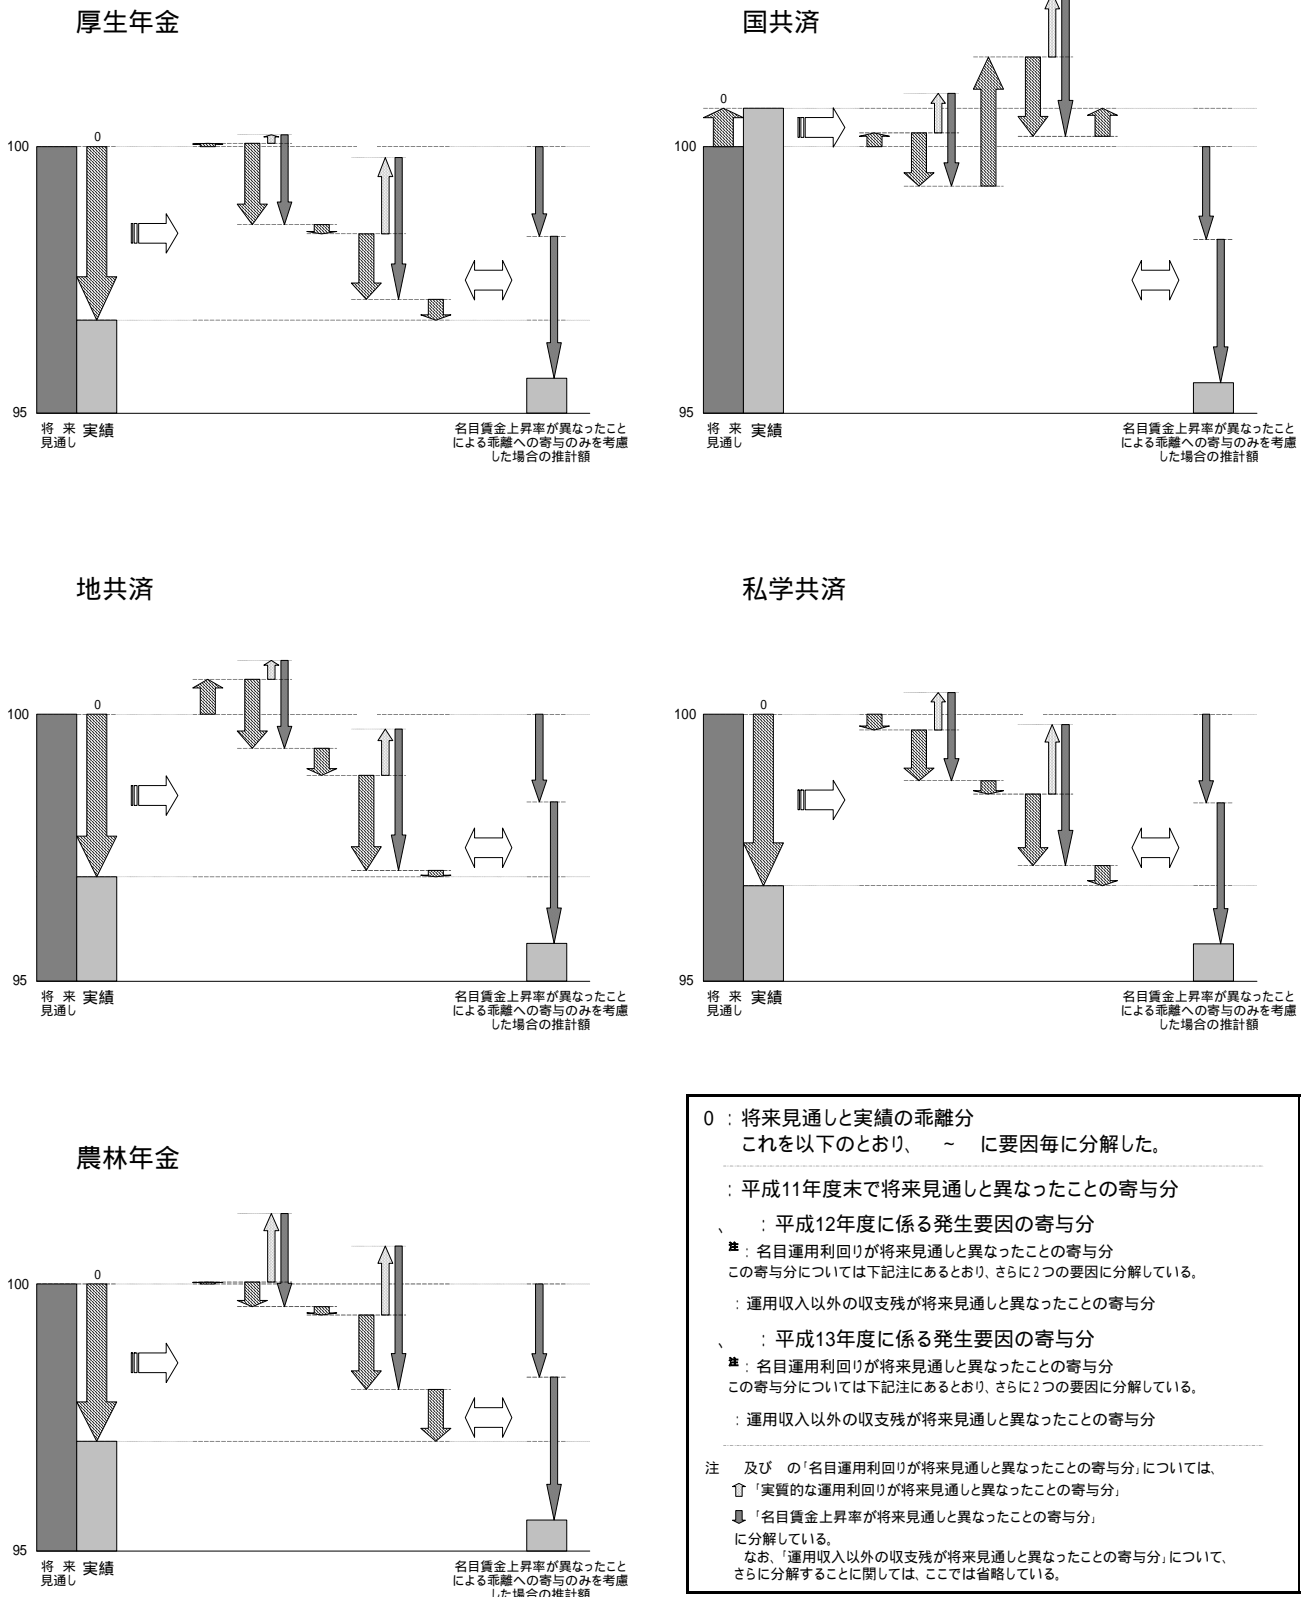 厚生年金
0
100
95
将 来
見通し
実績
名目賃金上昇率が異なったこと
による乖離への寄与のみを考慮
した場合の推計額
国共済
0
100
95
将 来
見通し
実績
名目賃金上昇率が異なったこと
による乖離への寄与のみを考慮
した場合の推計額
地共済
0
100
95
将 来
見通し
実績
名目賃金上昇率が異なったこと
による乖離への寄与のみを考慮
した場合の推計額
私学共済
0
100
95
将 来
見通し
実績
名目賃金上昇率が異なったこと
による乖離への寄与のみを考慮
した場合の推計額
農林年金
0
100
95
将 来
見通し
実績
名目賃金上昇率が異なったこと
による乖離への寄与のみを考慮
した場合の推計額
0 : 将来見通しと実績の乖離分
これを以下のとおり、 ~ に要因毎に分解した。
: 平成11年度末で将来見通しと異なったことの寄与分
、 : 平成12年度に係る発生要因の寄与分
注 : 名目運用利回りが将来見通しと異なったことの寄与分
この寄与分については下記注にあるとおり、さらに2つの要因に分解している。
: 運用収入以外の収支残が将来見通しと異なったことの寄与分
、 : 平成13年度に係る発生要因の寄与分
注 : 名目運用利回りが将来見通しと異なったことの寄与分
この寄与分については下記注にあるとおり、さらに2つの要因に分解している。
: 運用収入以外の収支残が将来見通しと異なったことの寄与分
注 及び の「名目運用利回りが将来見通しと異なったことの寄与分」については、
「実質的な運用利回りが将来見通しと異なったことの寄与分」
「名目賃金上昇率が将来見通しと異なったことの寄与分」
に分解している。
なお、「運用収入以外の収支残が将来見通しと異なったことの寄与分」について、
さらに分解することに関しては、ここでは省略している。